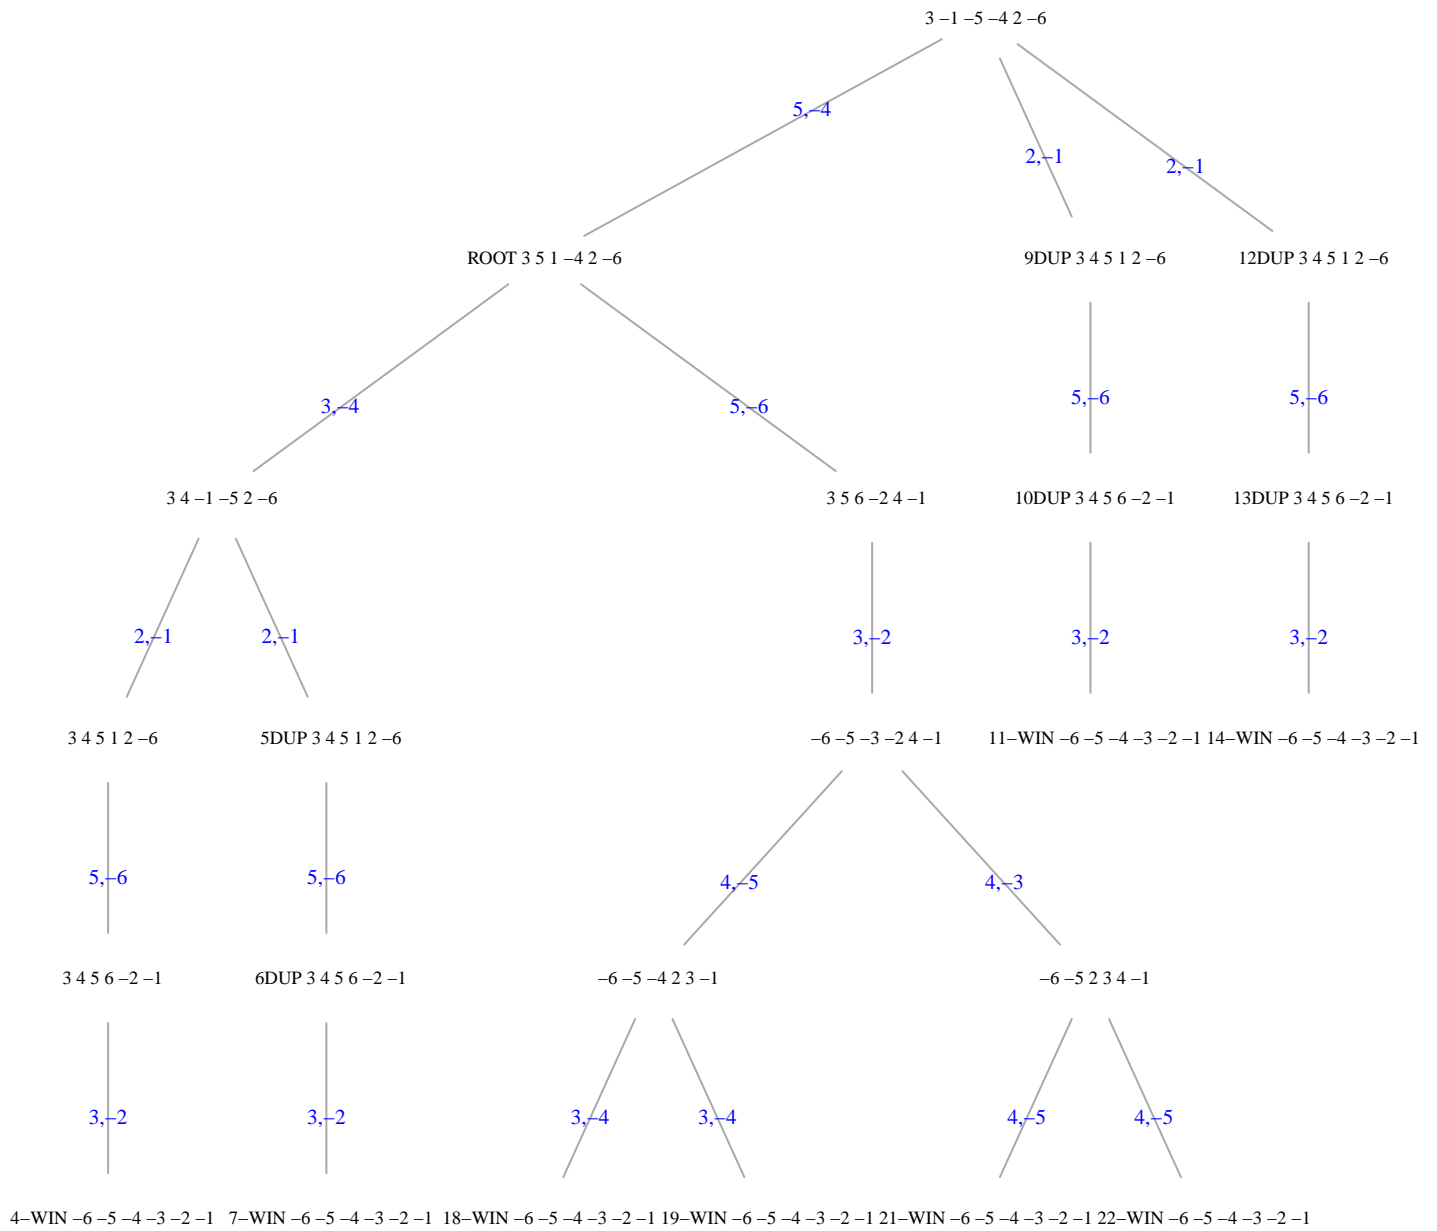 3 –1 –5 –4 2 –6
5,–4
2,–1
2,–1
ROOT 3 5 1 –4 2 –6
9DUP 3 4 5 1 2 –6
12DUP 3 4 5 1 2 –6
3,–4
5,–6
5,–6
5,–6
3 4 –1 –5 2 –6
3 5 6 –2 4 –1
10DUP 3 4 5 6 –2 –1
13DUP 3 4 5 6 –2 –1
2,–1
2,–1
3,–2
3,–2
3,–2
3 4 5 1 2 –6
5DUP 3 4 5 1 2 –6
–6 –5 –3 –2 4 –1
11–WIN –6 –5 –4 –3 –2 –1
14–WIN –6 –5 –4 –3 –2 –1
5,–6
5,–6
4,–5
4,–3
3 4 5 6 –2 –1
6DUP 3 4 5 6 –2 –1
–6 –5 –4 2 3 –1
–6 –5 2 3 4 –1
3,–2
3,–2
3,–4
3,–4
4,–5
4,–5
4–WIN –6 –5 –4 –3 –2 –1
7–WIN –6 –5 –4 –3 –2 –1
18–WIN –6 –5 –4 –3 –2 –1
19–WIN –6 –5 –4 –3 –2 –1
21–WIN –6 –5 –4 –3 –2 –1
22–WIN –6 –5 –4 –3 –2 –1